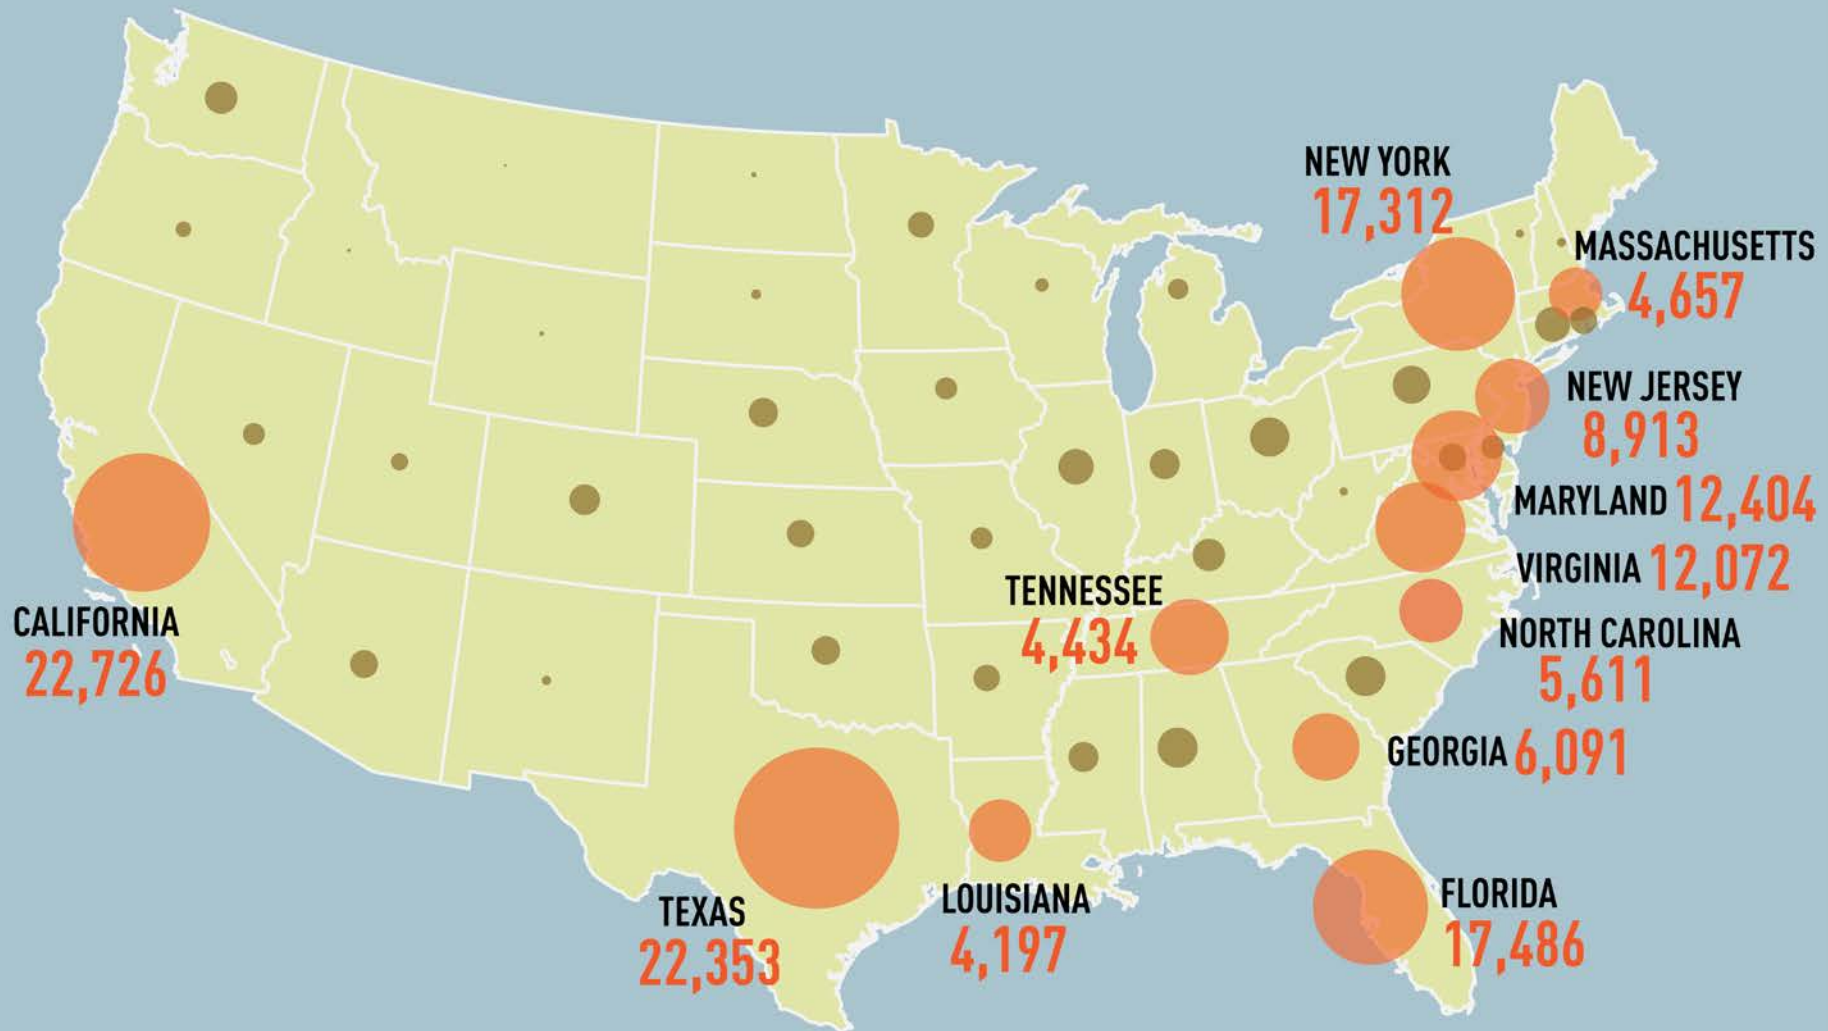 NEW YORK
17,312
MASSACHUSETTS
4,657
NEW JERSEY
8,913
MARYLAND 12,404
VIRGINIA 12,072
TENNESSEE
4,434
NORTH CAROLINA
5,611
CALIFORNIA
22,726
GEORGIA 6,091
TEXAS
22,353
LOUISIANA
4,197
FLORIDA
17,486